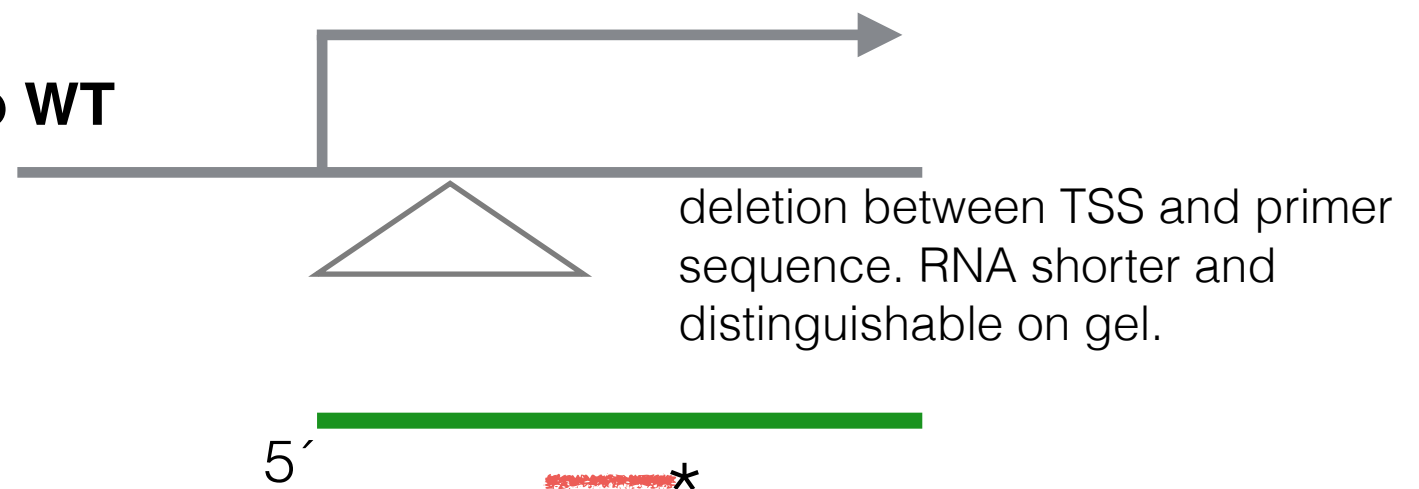 WT
deletion between TSS and primer
sequence. RNA shorter and
distinguishable on gel.
5´
*